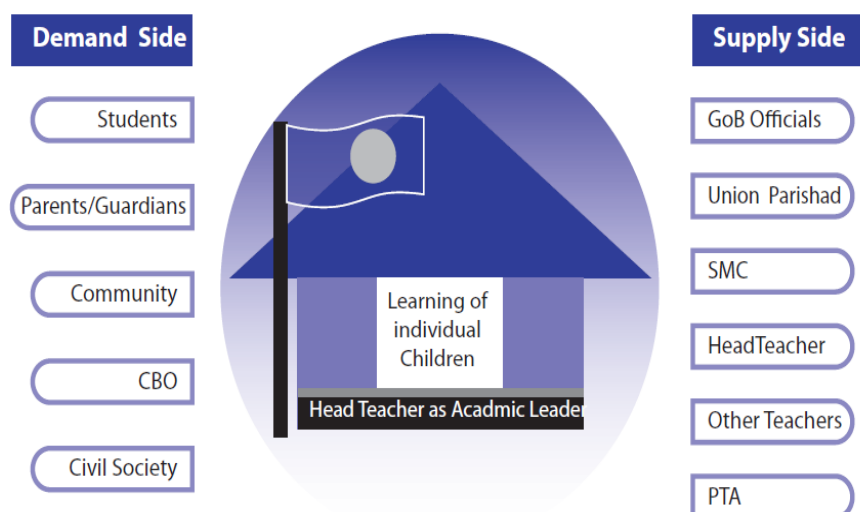 Demand Side
Students
Parents/Guardians
Community
CBO
Civil Society
Learning of
individual
Children
Head Teacher as Acadmic Leader
Supply Side
GoB Officials
Union Parishad
SMC
HeadTeacher
Other Teachers
PTA